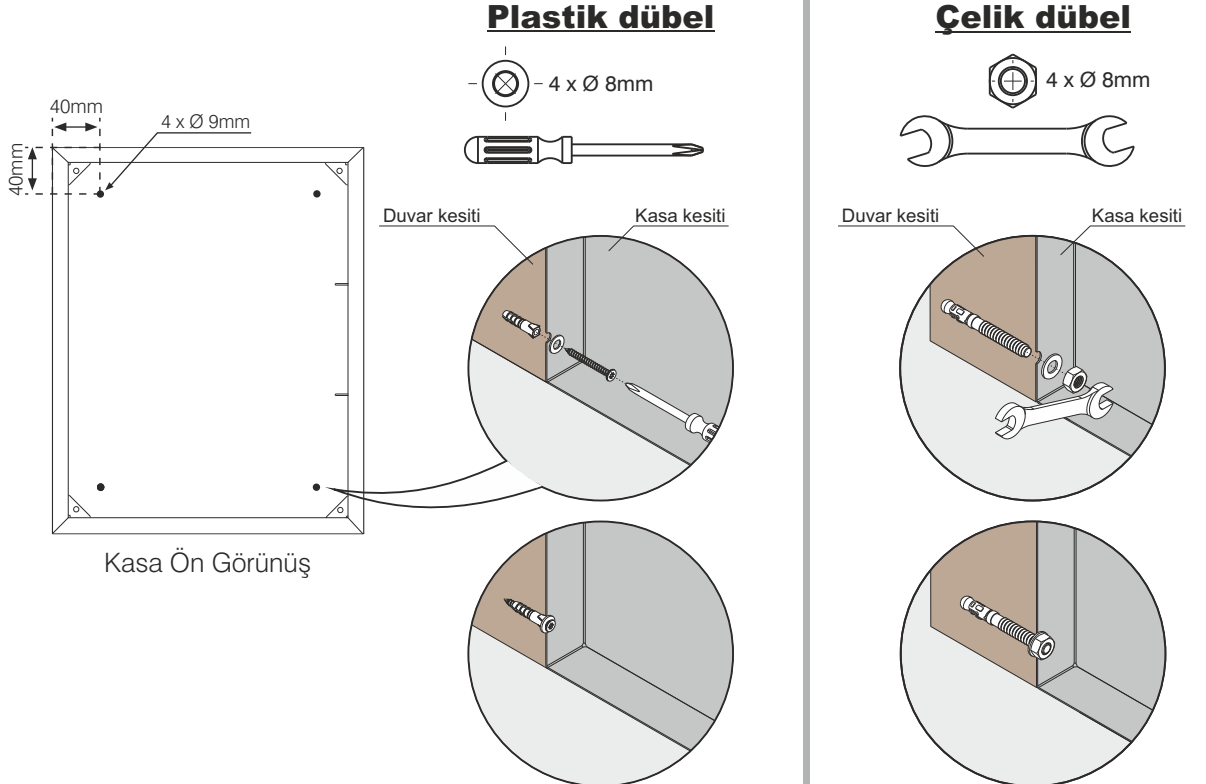 Plastik dübel
4 x Ø 8mm
40mm
4 x Ø 9mm
40mm
Duvar kesiti
Kasa kesiti
Kasa Ön Görünüş
Çelik dübel
4 x Ø 8mm
Duvar kesiti
Kasa kesiti